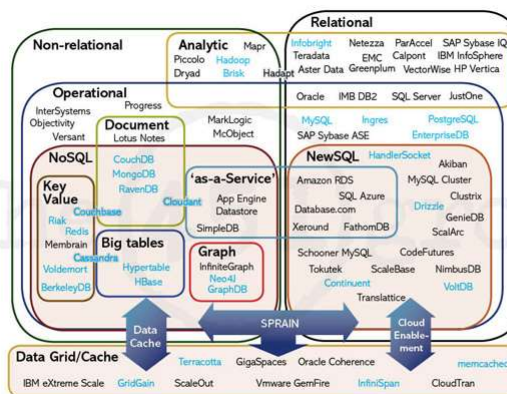 Relational
Non-relational
Analytic
Mapr
Piccolo Hadoop
Dryad Brisk Hadapt
Infobright Netezza ParAccel SAP Sybase IQ
Teradata EMC Calpont IBM InfoSphere
Aster Data Greenplum VectorWise HP Vertica
Operational
InterSystems Progress
Objectivity
Versant
Document
Lotus Notes
MarkLogic
McObject
Oracle IMB DB2 SQL Server JustOne
MySQL Ingres PostgreSQL
SAP Sybase ASE EnterpriseDB
NoSQL
CouchDB
MongoDB
RavenDB
Key
Value
Couchbase
Riak
Redis
Membrain
Cassandra
Voldemort
BerkeleyDB
Cloudant
'as-a-Service'
App Engine
Datastore
SimpleDB
Big tables
Hypertable
HBase
Graph
InfiniteGraph
Neo4J
GraphDB
NewSQL
HandlerSocket
Amazon RDS
SQL Azure
Database.com
Xeround FathomDB
Akiban
MySQL Cluster
Clustrix
Drizzle
GenieDB
ScalArc
Schooner MySQL CodeFutures
Tokutek ScaleBase NimbusDB
Continuent VoltDB
Translattice
Data
Cache
SPRAIN
Cloud
Enable-
ment
Data Grid/Cache
Terracotta GigaSpaces Oracle Coherence memcached
IBM eXtreme Scale GridGain ScaleOut Vmware GemFire InfiniSpan CloudTran